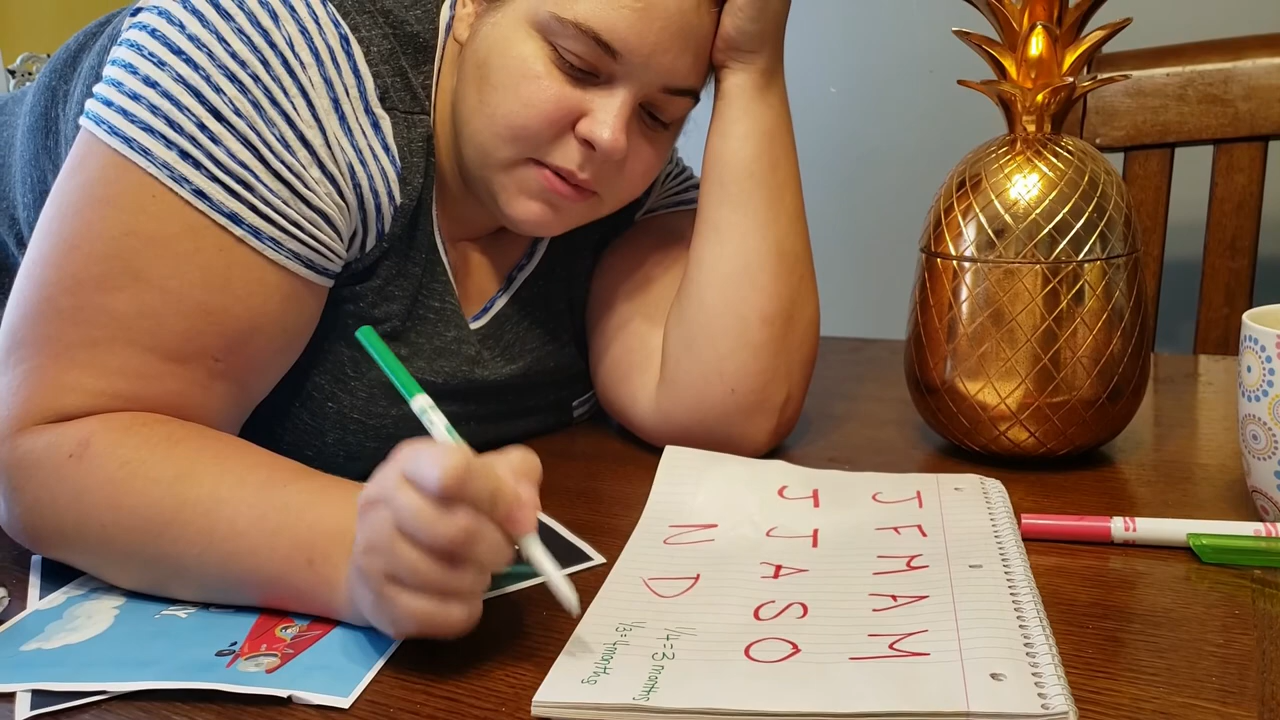 J F M A M
J J A S O
N D
1/4 = 3 months
1/3 = 4 months